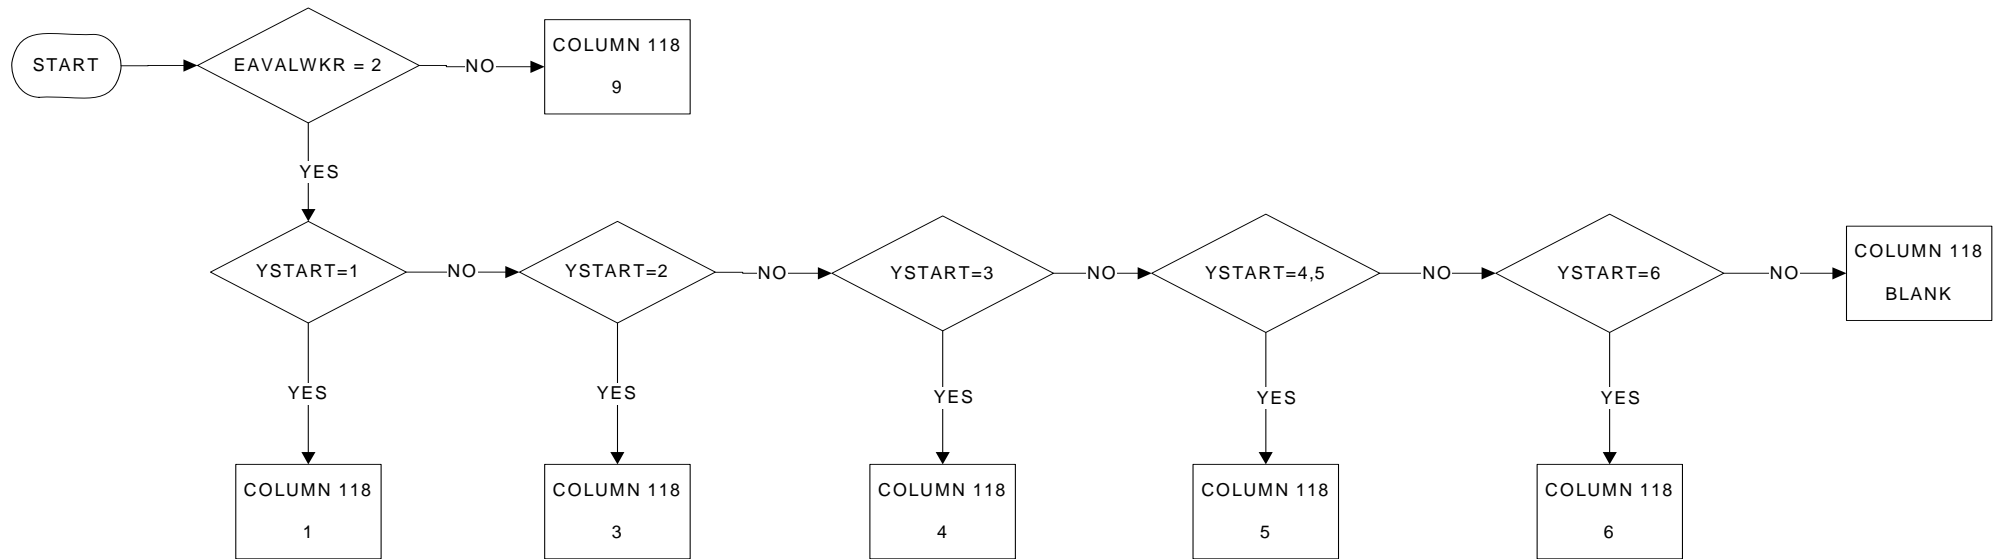 START
EAVALWKR = 2
NO
COLUMN 118
9
YES
YSTART=1
NO
YSTART=2
NO
YSTART=3
NO
YSTART=4,5
NO
YSTART=6
NO
COLUMN 118
BLANK
YES
YES
YES
YES
YES
COLUMN 118
1
COLUMN 118
3
COLUMN 118
4
COLUMN 118
5
COLUMN 118
6